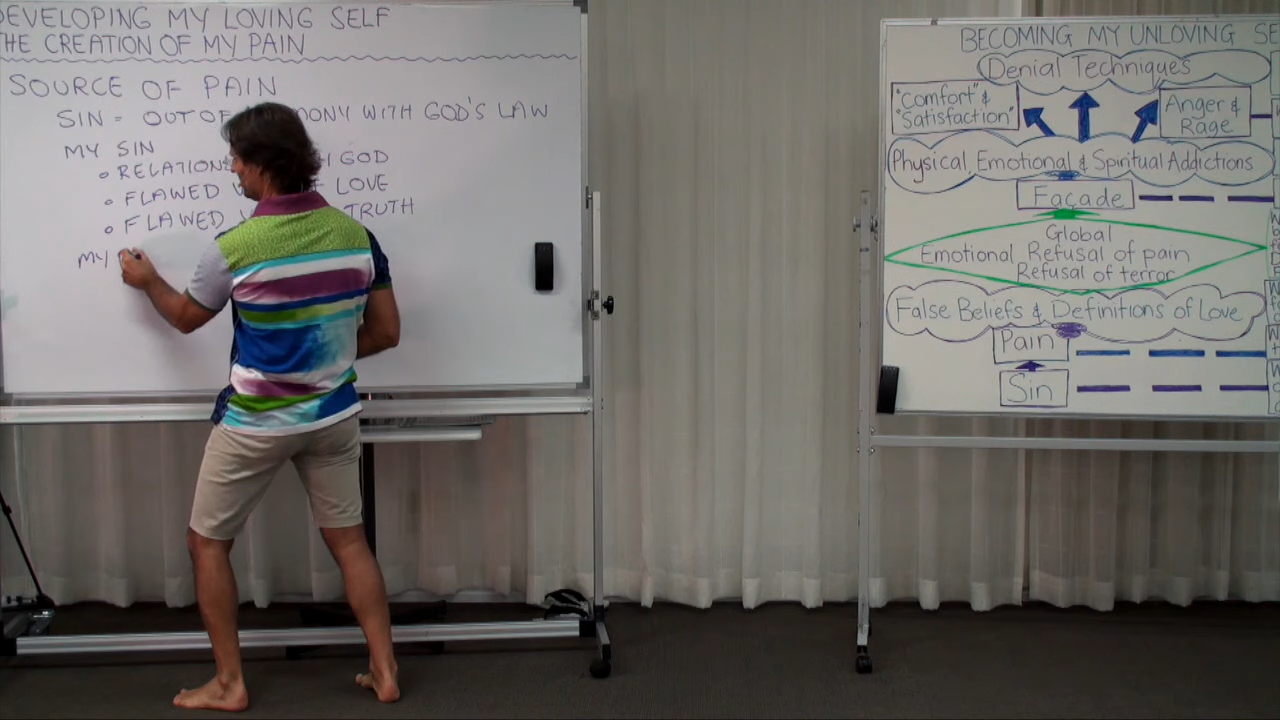 DEVELOPING MY LOVING SELF
THE CREATION OF MY PAIN
SOURCE OF PAIN
SIN = OUT OF MONY WITH GOD'S LAW
MY SIN
RELATIONS GOD
FLAWED LOVE
FLAWED TRUTH
MY
BECOMING MY UNLOVING SE
Denial Techniques
"Comfort" &
"Satisfaction"
Anger &
Rage
Physical, Emotional & Spiritual Addictions
Façade
Global
Emotional Refusal of pain
Refusal of terror
False Beliefs & Definitions of Love
Pain
Sin